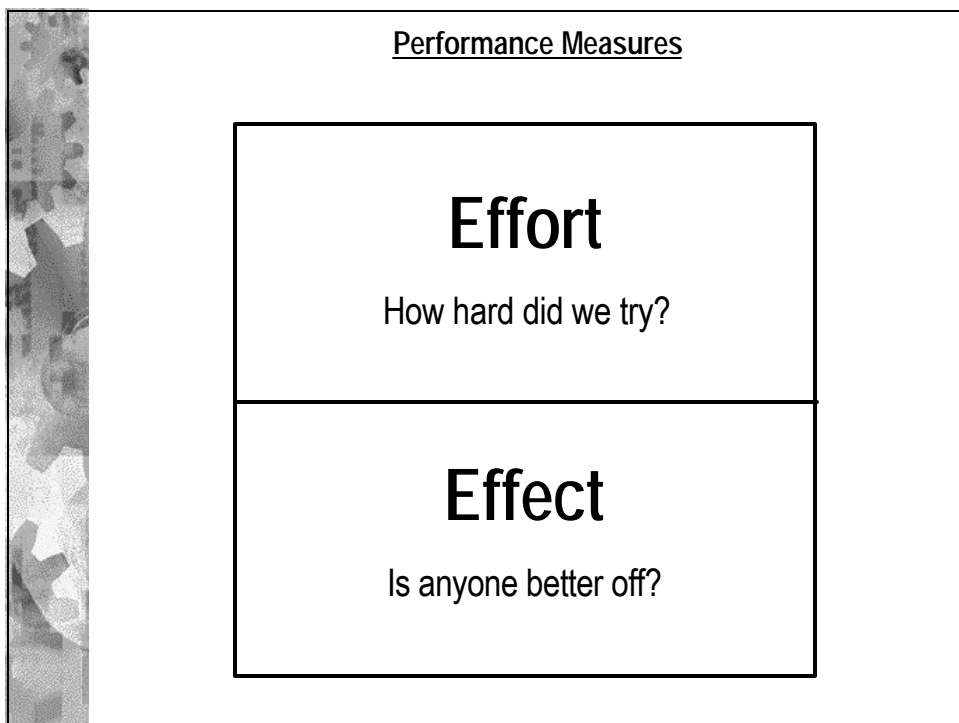 Performance Measures
Effort
How hard did we try?
Effect
Is anyone better off?